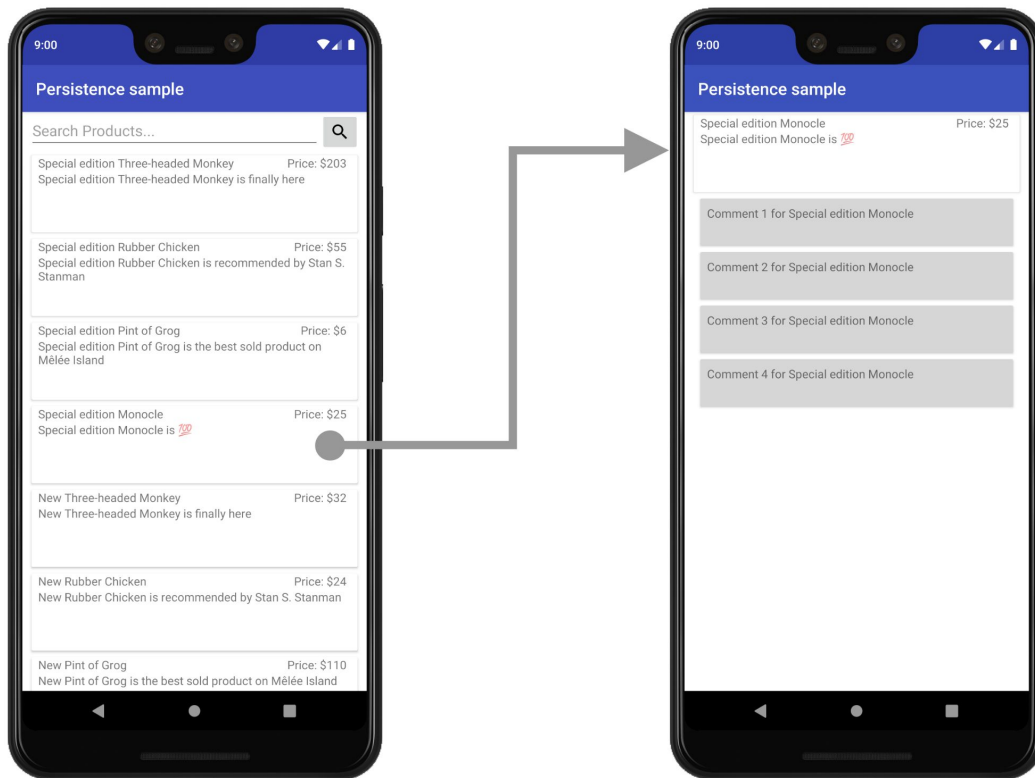 9:00
Persistence sample
Search Products...
Special edition Three-headed Monkey Price: $203
Special edition Three-headed Monkey is finally here
Special edition Rubber Chicken Price: $55
Special edition Rubber Chicken is recommended by Stan S.
Stanman
Special edition Pint of Grog Price: $6
Special edition Pint of Grog is the best sold product on
Mêlée Island
Special edition Monocle Price: $25
Special edition Monocle is 💯
New Three-headed Monkey Price: $32
New Three-headed Monkey is finally here
New Rubber Chicken Price: $24
New Rubber Chicken is recommended by Stan S. Stanman
New Pint of Grog Price: $110
New Pint of Grog is the best sold product on Mêlée Island
9:00
Persistence sample
Special edition Monocle Price: $25
Special edition Monocle is 💯
Comment 1 for Special edition Monocle
Comment 2 for Special edition Monocle
Comment 3 for Special edition Monocle
Comment 4 for Special edition Monocle